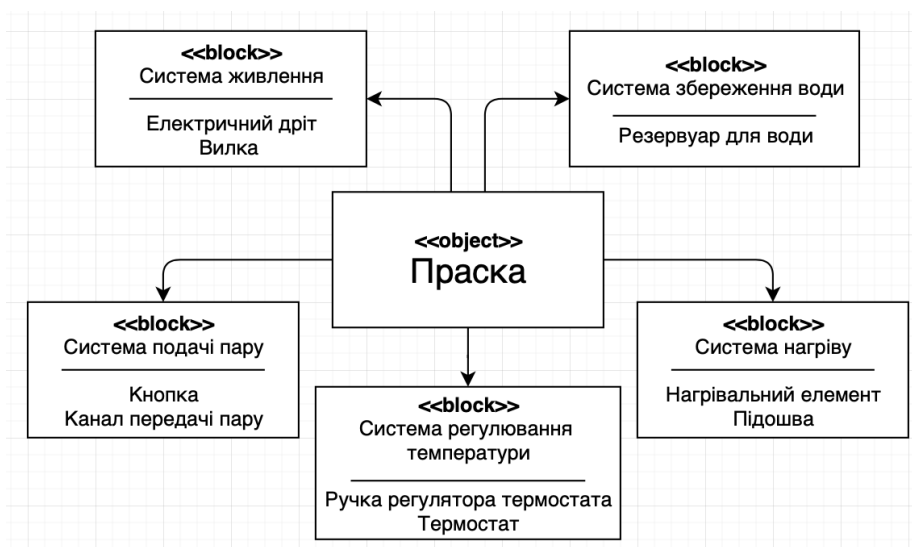 <<block>>
Система живлення
Електричний дріт
Вилка
<<block>>
Система збереження води
Резервуар для води
<<object>>
Праска
<<block>>
Система подачі пару
Кнопка
Канал передачі пару
<<block>>
Система регулювання
температури
Ручка регулятора термостата
Термостат
<<block>>
Система нагріву
Нагрівальний елемент
Підошва